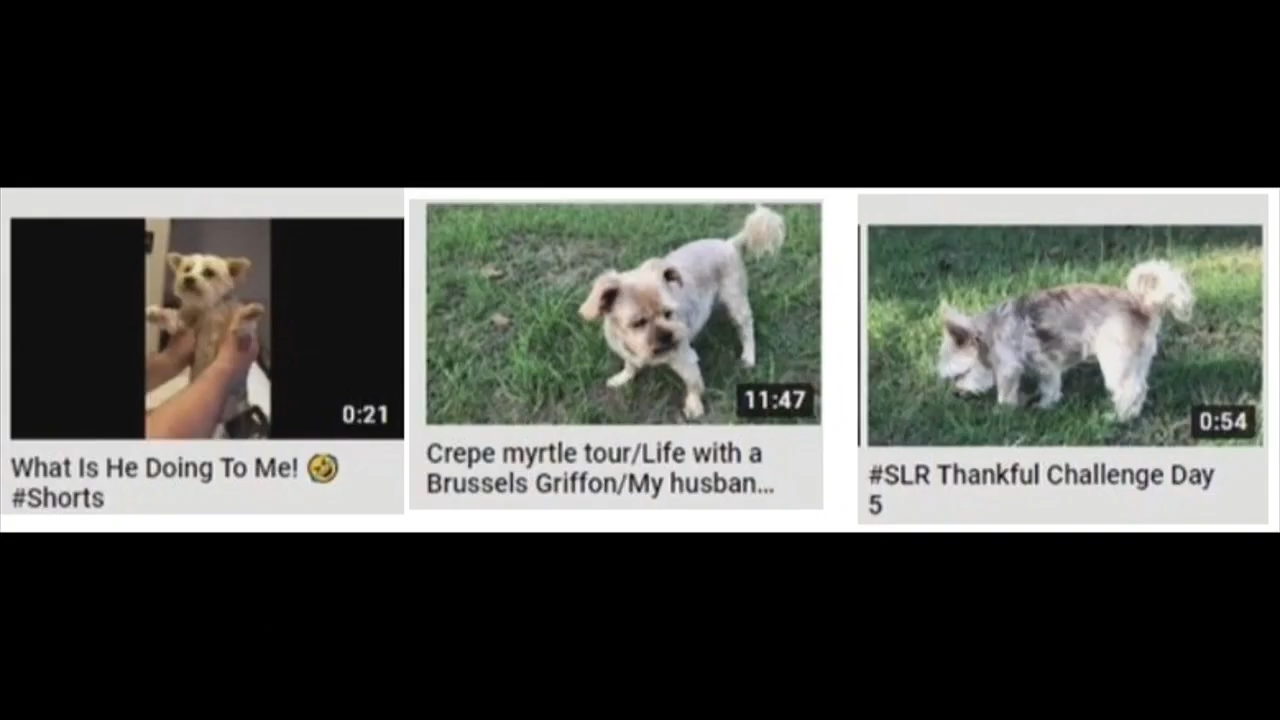 0:21
What Is He Doing To Me! 🤣
#Shorts
11:47
Crepe myrtle tour/Life with a
Brussels Griffon/My husban...
0:54
#SLR Thankful Challenge Day
5